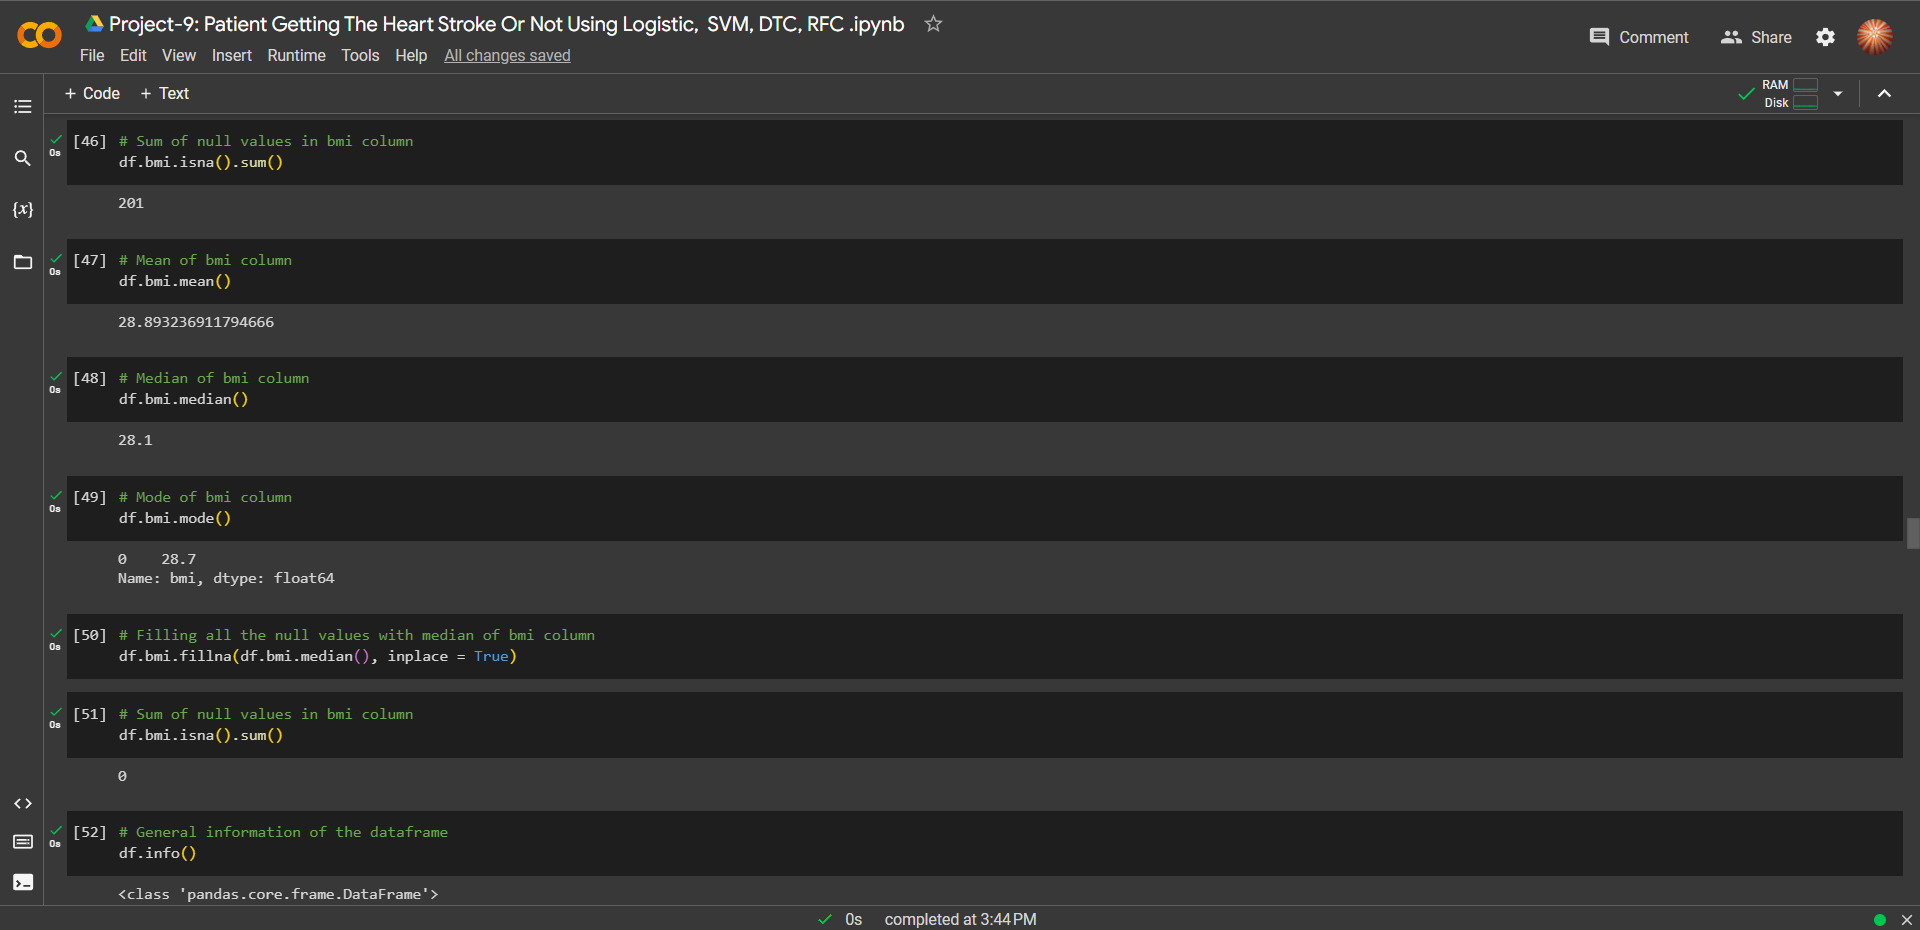 Project-9: Patient Getting The Heart Stroke Or Not Using Logistic, SVM, DTC, RFC .ipynb
File Edit View Insert Runtime Tools Help All changes saved
Comment Share
+ Code + Text
RAM
Disk
[46] # Sum of null values in bmi column
0s
df.bmi.isna().sum()
201
[47] # Mean of bmi column
0s
df.bmi.mean()
28.893236911794666
[48] # Median of bmi column
0s
df.bmi.median()
28.1
[49] # Mode of bmi column
0s
df.bmi.mode()
0    28.7
Name: bmi, dtype: float64
[50] # Filling all the null values with median of bmi column
0s
df.bmi.fillna(df.bmi.median(), inplace = True)
[51] # Sum of null values in bmi column
0s
df.bmi.isna().sum()
0
[52] # General information of the dataframe
0s
df.info()
<class 'pandas.core.frame.DataFrame'>
{x}
0s completed at 3:44 PM